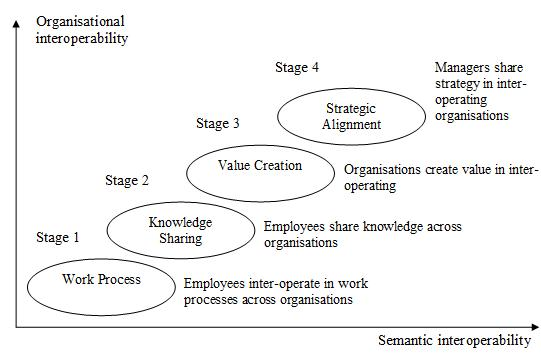 Organisational
interoperability
Stage 4
Managers share
strategy in inter-
operating
organisations
Strategic
Alignment
Stage 3
Value Creation
Organisations create value in inter-
operating
Stage 2
Knowledge
Sharing
Employees share knowledge across
organisations
Stage 1
Work Process
Employees inter-operate in work
processes across organisations
Semantic interoperability